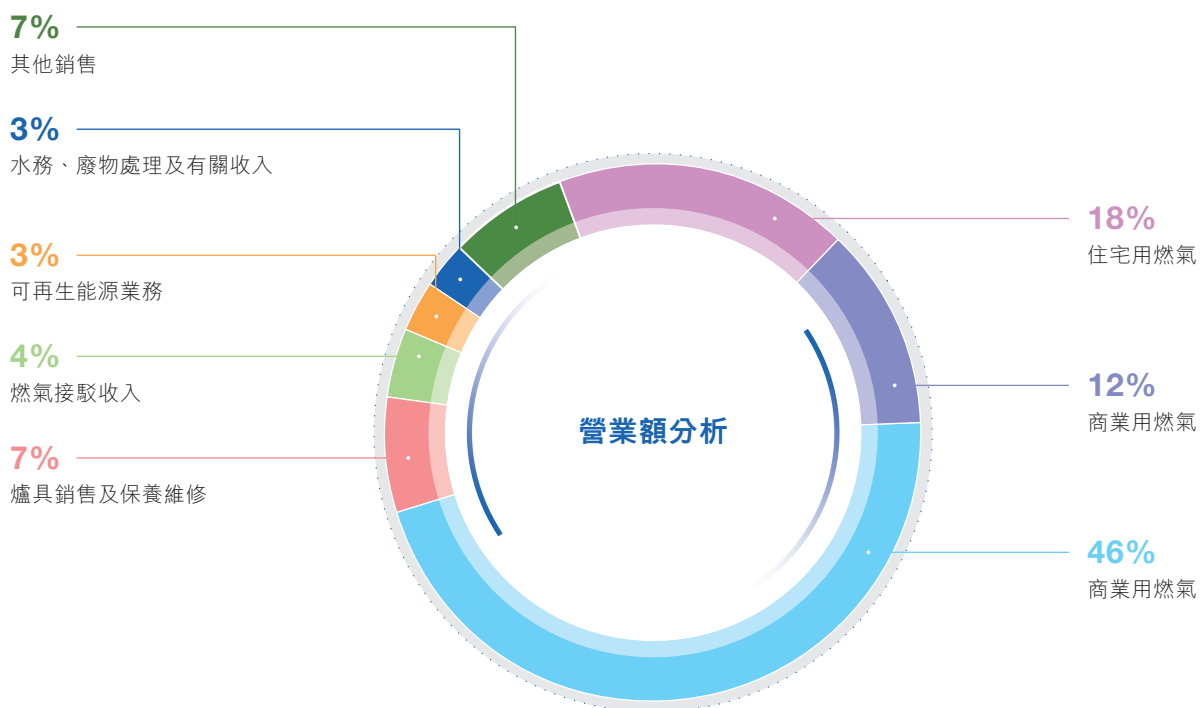 7%
其他銷售
3%
水務、廢物處理及有關收入
3%
可再生能源業務
4%
燃氣接駁收入
7%
爐具銷售及保養維修
營業額分析
18%
住宅用燃氣
12%
商業用燃氣
46%
商業用燃氣